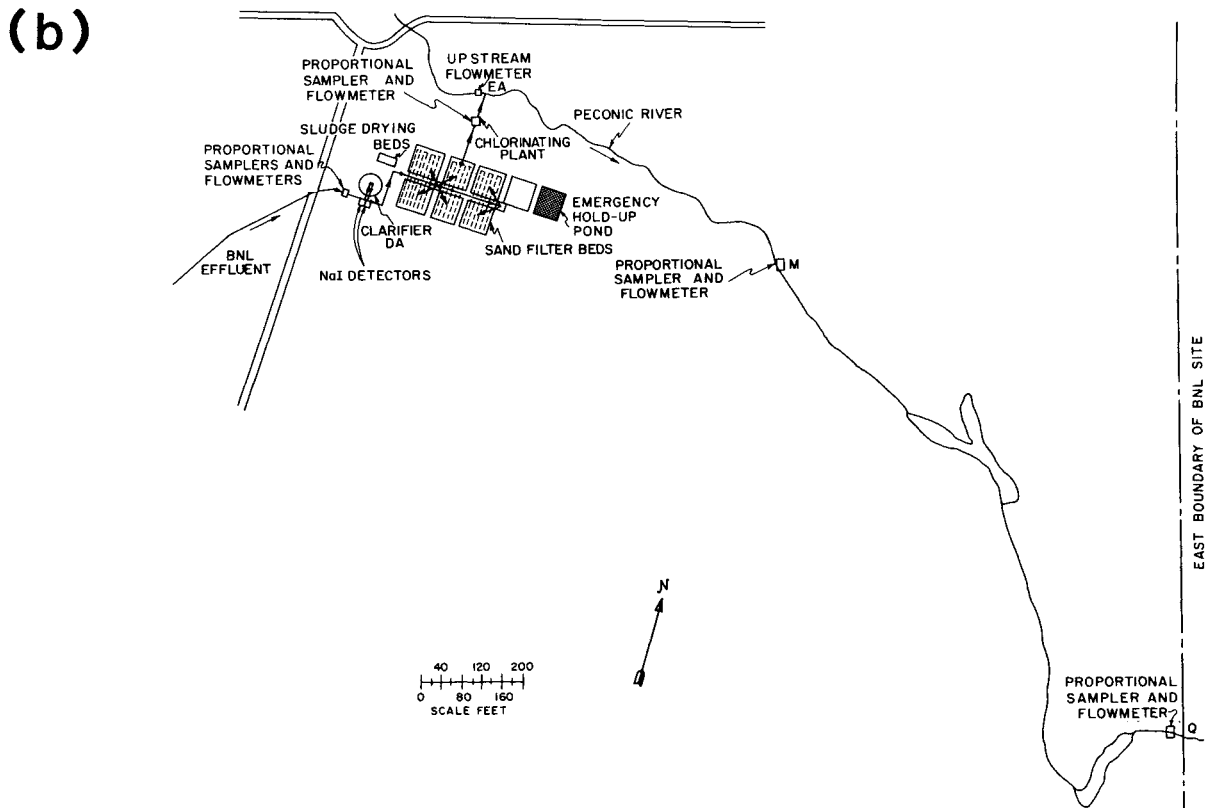 (b)
UPSTREAM
FLOWMETER
EA
PROPORTIONAL
SAMPLER AND
FLOWMETER
PECONIC RIVER
SLUDGE DRYING
BEDS
CHLORINATING
PLANT
PROPORTIONAL
SAMPLERS AND
FLOWMETERS
EMERGENCY
HOLD-UP
POND
CLARIFIER
DA
SAND FILTER BEDS
BNL
EFFLUENT
NaI DETECTORS
PROPORTIONAL
SAMPLER AND
FLOWMETER
M
EAST BOUNDARY OF BNL SITE
N
40 120 200
0 80 160
SCALE FEET
PROPORTIONAL
SAMPLER AND
FLOWMETER
Q